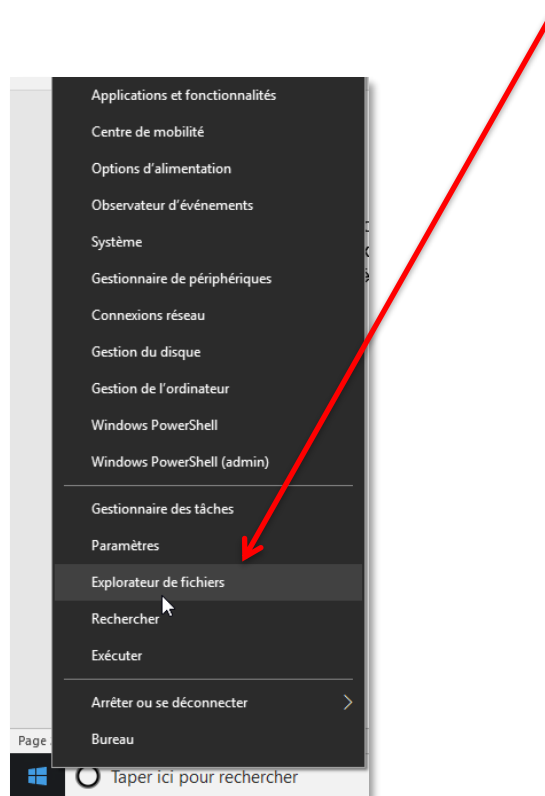 Applications et fonctionnalités
Centre de mobilité
Options d'alimentation
Observateur d'événements
Système
Gestionnaire de périphériques
Connexions réseau
Gestion du disque
Gestion de l'ordinateur
Windows PowerShell
Windows PowerShell (admin)
Gestionnaire des tâches
Paramètres
Explorateur de fichiers
Rechercher
Exécuter
Arrêter ou se déconnecter
Page
Bureau
Taper ici pour rechercher